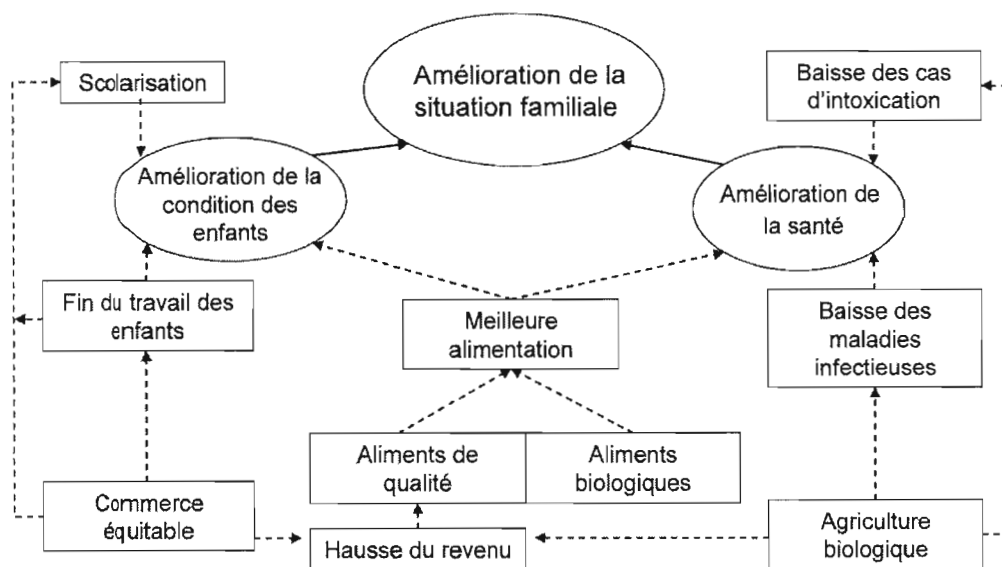 Amélioration de la
situation familiale
Scolarisation
Baisse des cas
d'intoxication
Amélioration de la
condition des
enfants
Amélioration de
la santé
Fin du travail des
enfants
Meilleure
alimentation
Baisse des
maladies
infectieuses
Aliments de
qualité
Aliments
biologiques
Commerce
équitable
Hausse du revenu
Agriculture
biologique